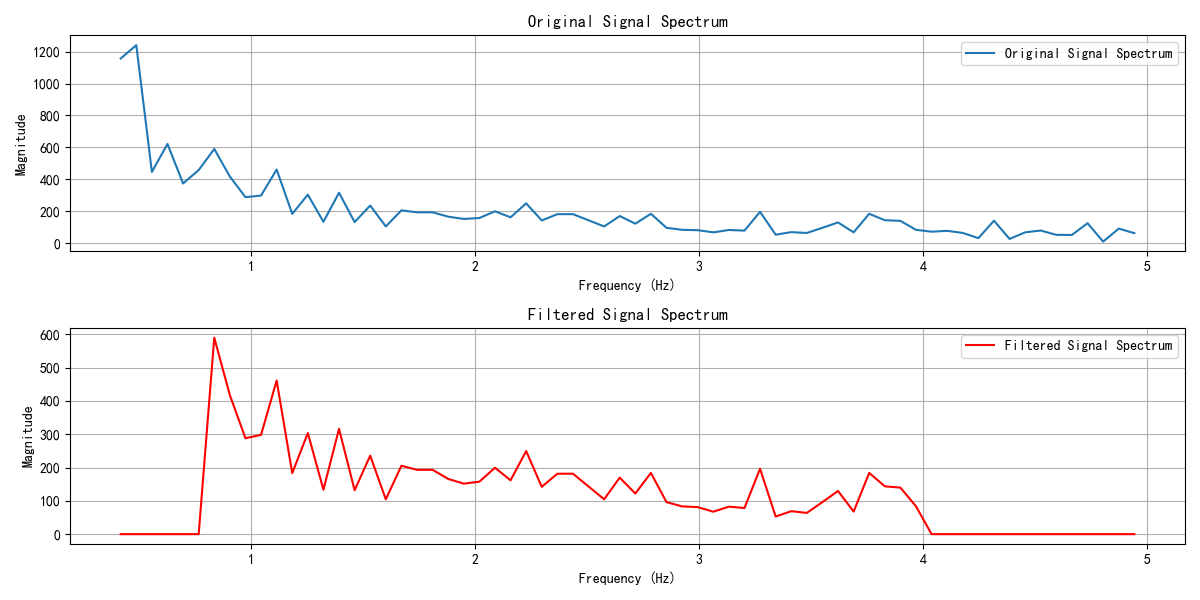 Original Signal Spectrum
Original Signal Spectrum
Magnitude
1200
1000
800
600
400
200
0
1 2 3 4 5
Frequency (Hz)
Filtered Signal Spectrum
Filtered Signal Spectrum
Magnitude
600
500
400
300
200
100
0
1 2 3 4 5
Frequency (Hz)